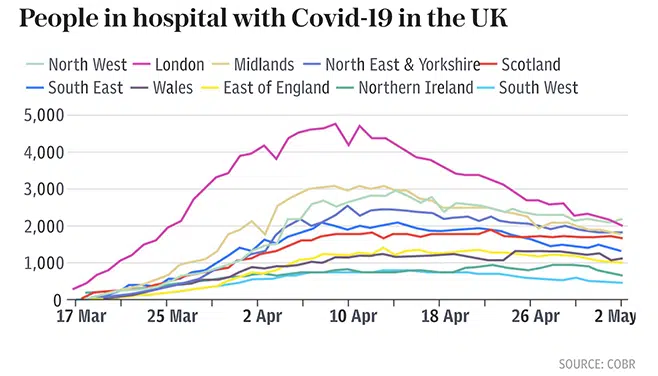 People in hospital with Covid-19 in the UK
North West London Midlands North East & Yorkshire Scotland
South East Wales East of England Northern Ireland South West
5,000
4,000
3,000
2,000
1,000
0
17 Mar 25 Mar 2 Apr 10 Apr 18 Apr 26 Apr 2 May
SOURCE: COBR